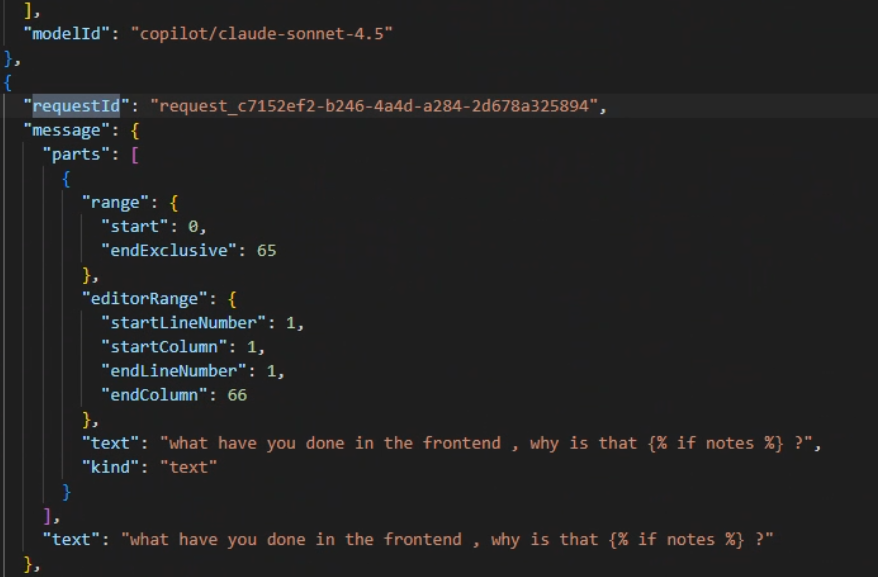 ],
"modelId": "copilot/claude-sonnet-4.5"
},
{
"requestId": "request_c7152ef2-b246-4a4d-a284-2d678a325894",
"message": {
"parts": [
{
"range": {
"start": 0,
"endExclusive": 65
},
"editorRange": {
"startLineNumber": 1,
"startColumn": 1,
"endLineNumber": 1,
"endColumn": 66
},
"text": "what have you done in the frontend , why is that {% if notes %} ?",
"kind": "text"
}
],
"text": "what have you done in the frontend , why is that {% if notes %} ?"
},